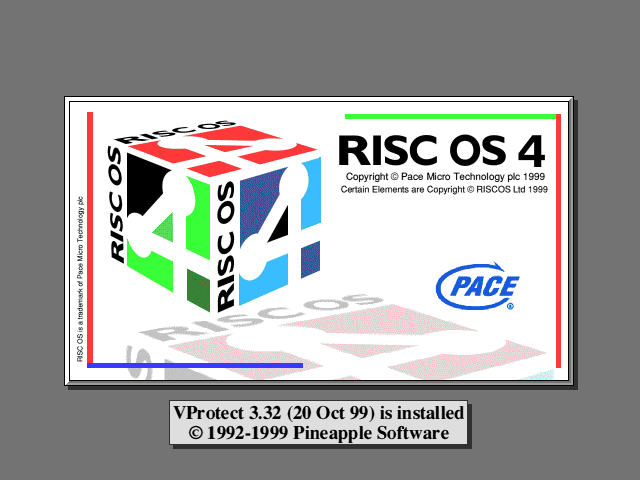 RISC OS
RISC OS
RISC OS
RISC OS 4
Copyright © Pace Micro Technology plc 1999
Certain Elements are Copyright © RISCOS Ltd 1999
RISC OS is a trademark of Pace Micro Technology plc
PACE®
RISC OS
VProtect 3.32 (20 Oct 99) is installed
© 1992-1999 Pineapple Software